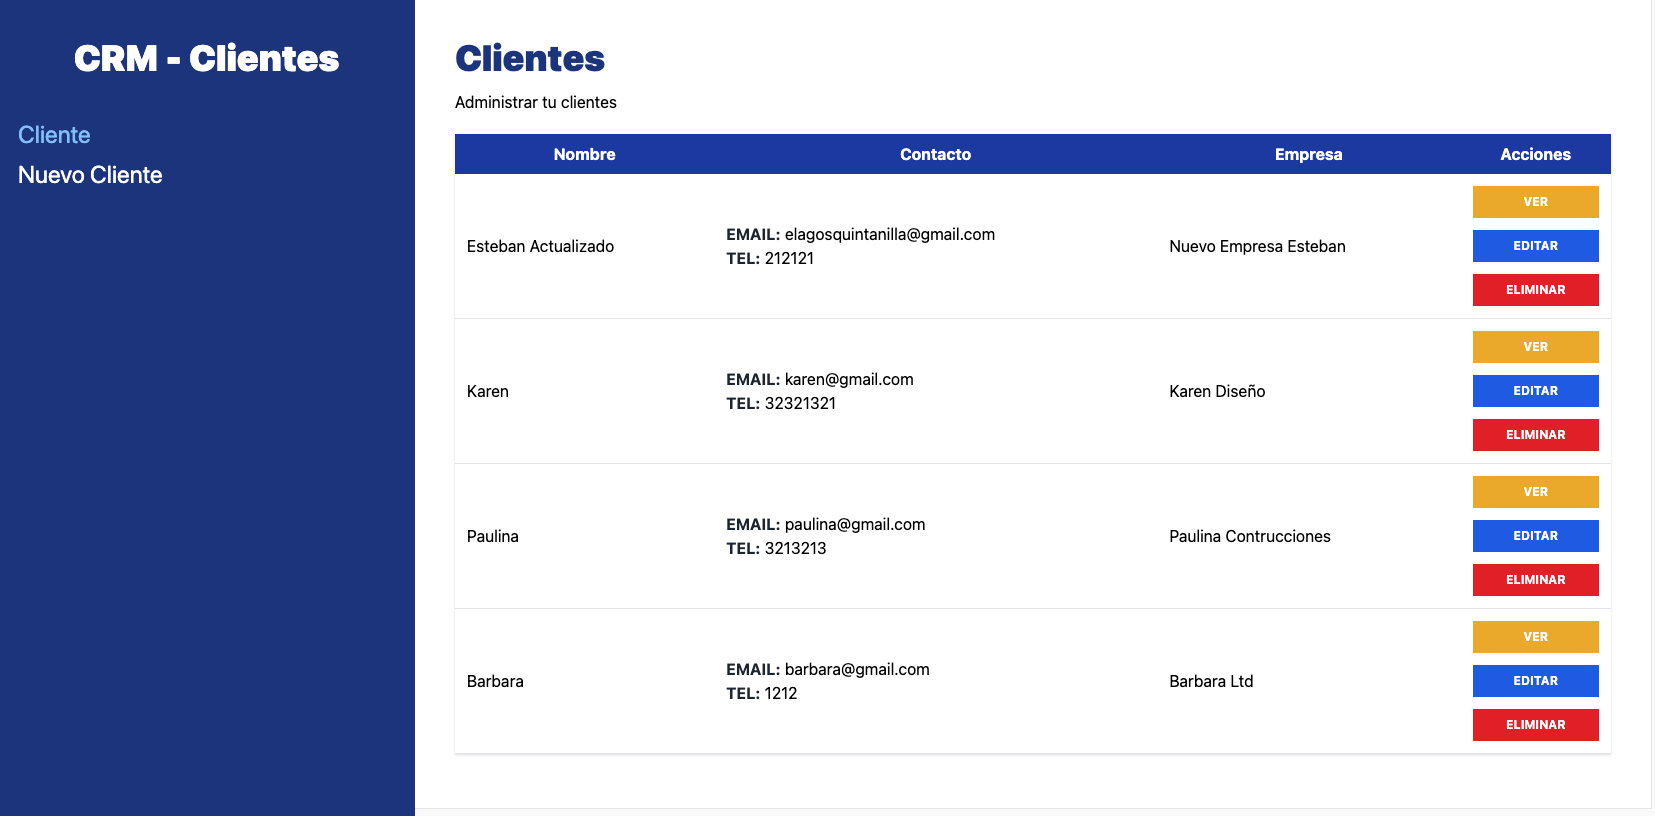 CRM - Clientes
Cliente
Nuevo Cliente
Clientes
Administrar tu clientes
Nombre Contacto Empresa Acciones
Esteban Actualizado
EMAIL: elagosquintanilla@gmail.com
TEL: 212121
Nuevo Empresa Esteban
VER
EDITAR
ELIMINAR
Karen
EMAIL: karen@gmail.com
TEL: 32321321
Karen Diseño
VER
EDITAR
ELIMINAR
Paulina
EMAIL: paulina@gmail.com
TEL: 3213213
Paulina Contrucciones
VER
EDITAR
ELIMINAR
Barbara
EMAIL: barbara@gmail.com
TEL: 1212
Barbara Ltd
VER
EDITAR
ELIMINAR